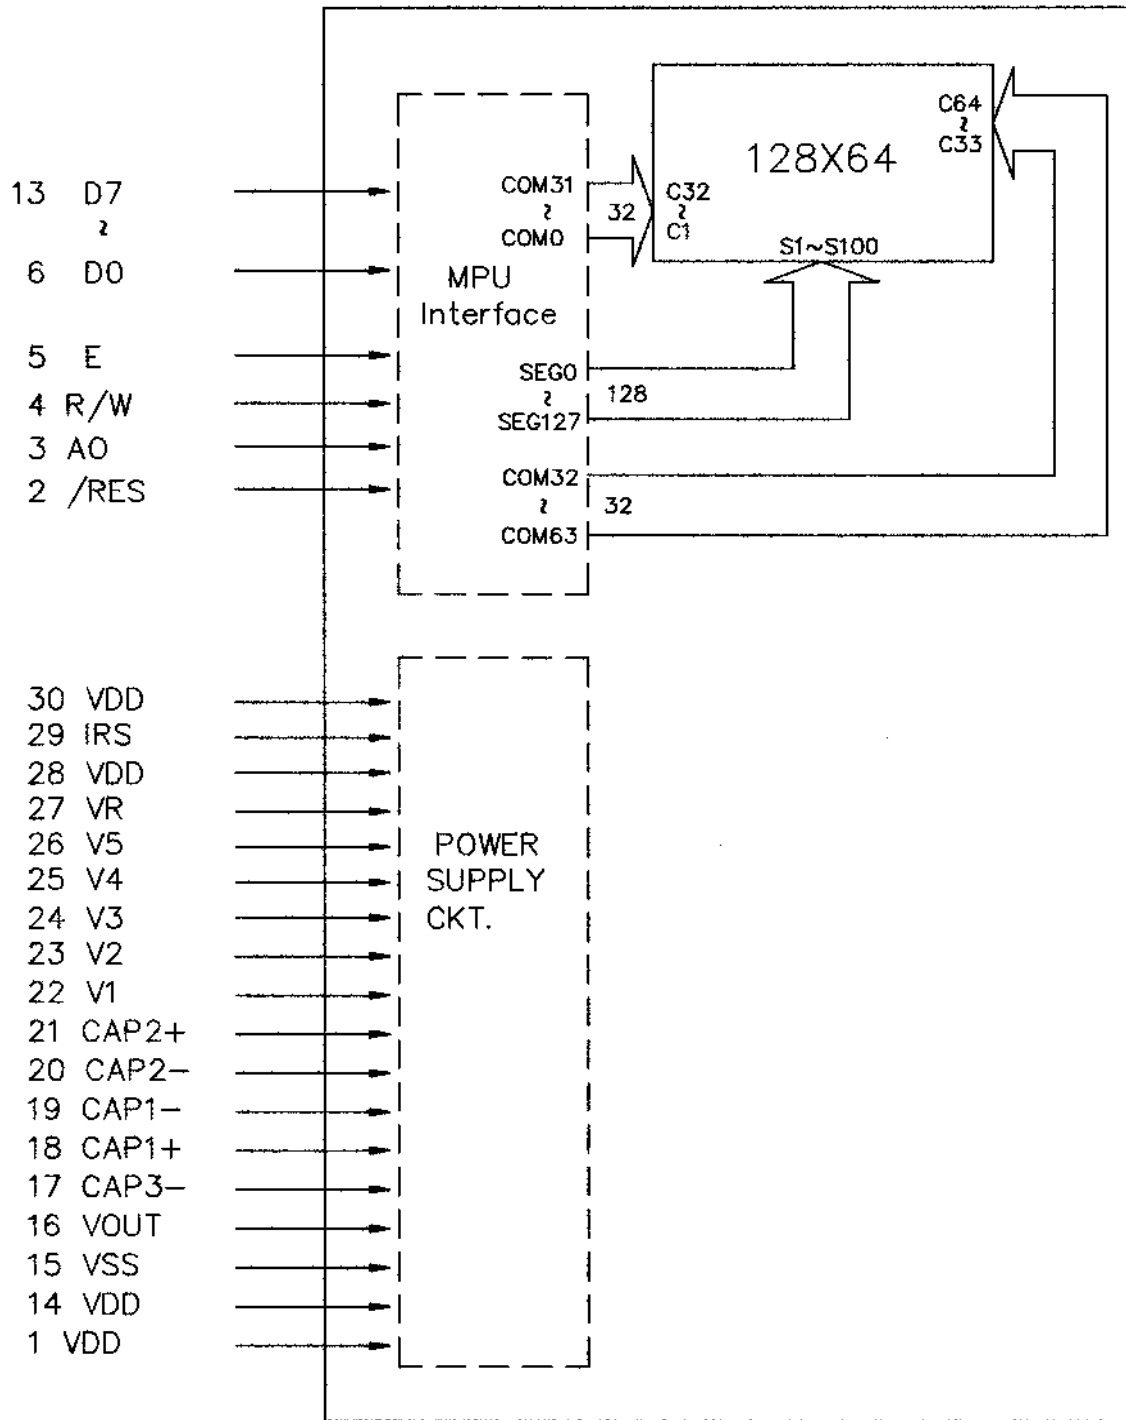 13 D7
~
6 D0
5 E
4 R/W
3 A0
2 /RES
COM31
~
COM0
32
MPU
Interface
SEG0
~
SEG127
128
COM32
~
COM63
32
128X64
C64
~
C33
C32
~
C1
S1~S100
30 VDD
29 IRS
28 VDD
27 VR
26 V5
25 V4
24 V3
23 V2
22 V1
21 CAP2+
20 CAP2-
19 CAP1-
18 CAP1+
17 CAP3-
16 VOUT
15 VSS
14 VDD
1 VDD
POWER
SUPPLY
CKT.